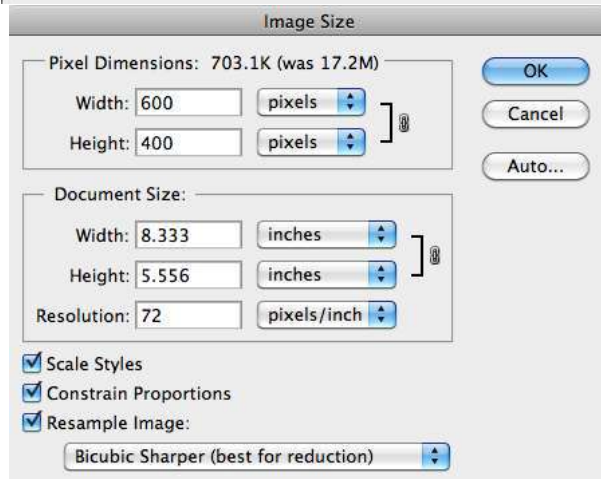 Image Size
Pixel Dimensions: 703.1K (was 17.2M)
OK
Width: 600 pixels
Cancel
Height: 400 pixels
Auto...
Document Size:
Width: 8.333 inches
Height: 5.556 inches
Resolution: 72 pixels/inch
Scale Styles
Constrain Proportions
Resample Image:
Bicubic Sharper (best for reduction)